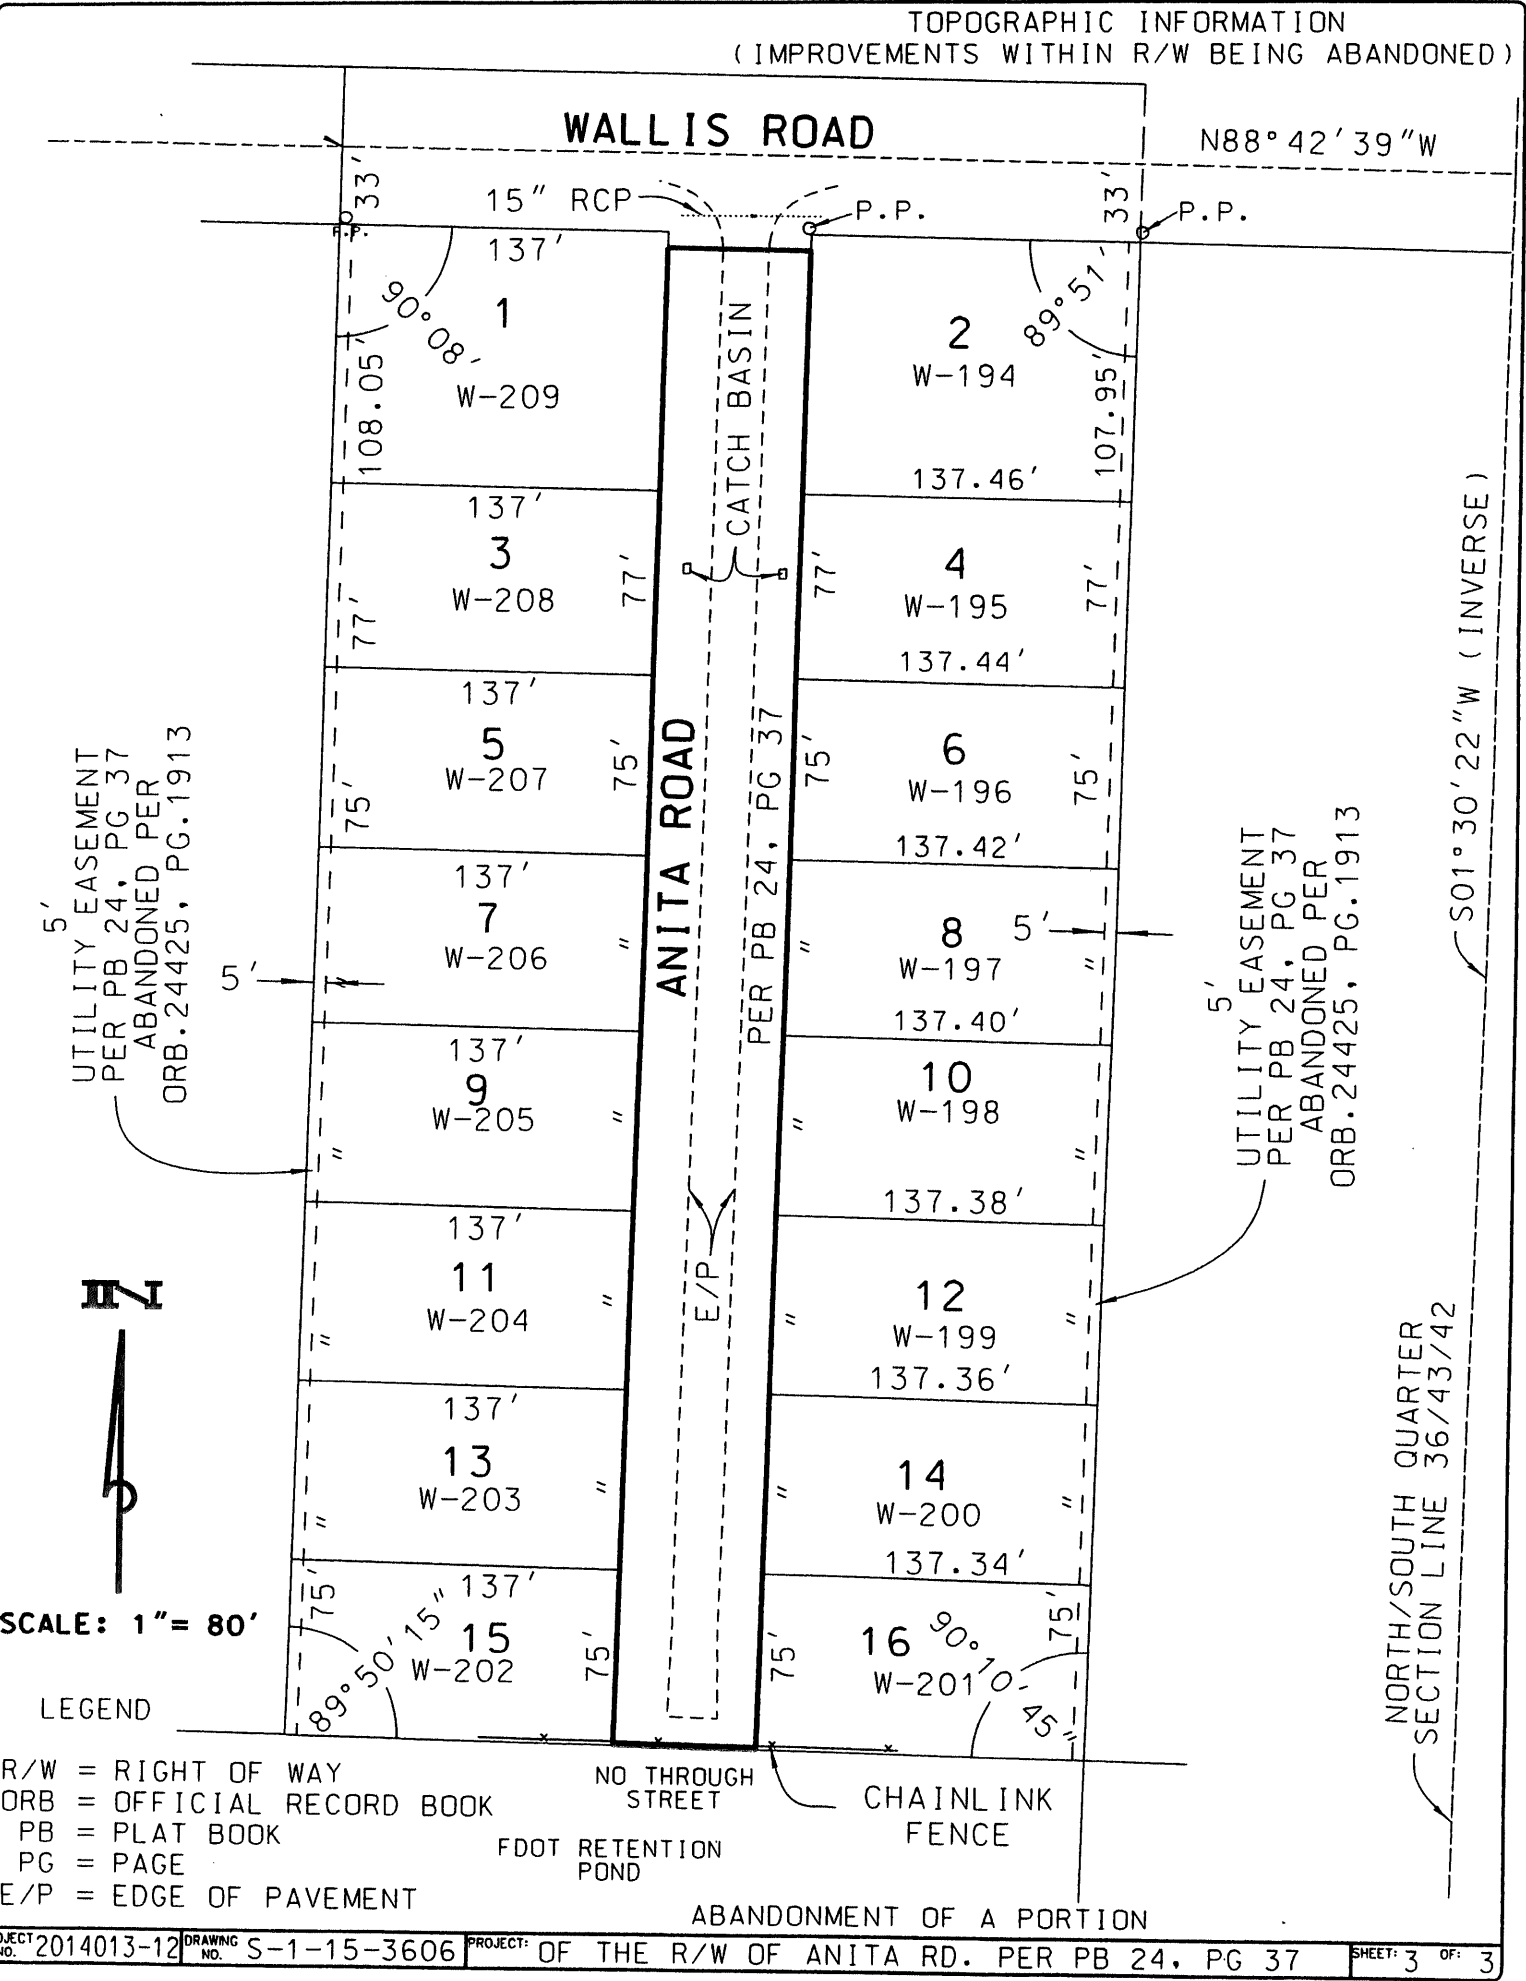 TOPOGRAPHIC INFORMATION
(IMPROVEMENTS WITHIN R/W BEING ABANDONED)
WALLIS ROAD
N88°42'39"W
33'
15" RCP
P.P.
33'
P.P.
P.P.
137'
90°08'
1
W-209
108.05'
CATCH BASIN
2
W-194
89°51'
107.95'
137.46'
137'
3
W-208
77'
77'
77'
4
W-195
77'
137.44'
137'
5
W-207
75'
75'
75'
6
W-196
75'
137.42'
ANITA ROAD
PER PB 24, PG 37
S01°30'22"W (INVERSE)
137'
7
W-206
"
"
"
5'
8
W-197
5'
"
137.40'
5'
UTILITY EASEMENT
PER PB 24, PG 37
ABANDONED PER
ORB.24425, PG.1913
5'
UTILITY EASEMENT
PER PB 24, PG 37
ABANDONED PER
ORB.24425, PG.1913
137'
9
W-205
"
"
"
10
W-198
"
137.38'
137'
11
W-204
"
"
E/P
"
12
W-199
"
137.36'
137'
13
W-203
"
"
"
14
W-200
"
137.34'
NORTH/SOUTH QUARTER
SECTION LINE 36/43/42
N
SCALE: 1"= 80'
75'
137'
89°50'15"
15
W-202
75'
75'
16
W-201
90°10'45"
75'
LEGEND
R/W = RIGHT OF WAY
ORB = OFFICIAL RECORD BOOK
PB = PLAT BOOK
PG = PAGE
E/P = EDGE OF PAVEMENT
NO THROUGH
STREET
CHAINLINK
FENCE
FDOT RETENTION
POND
ABANDONMENT OF A PORTION
OJECT NO. 2014013-12 DRAWING NO. S-1-15-3606 PROJECT: OF THE R/W OF ANITA RD. PER PB 24, PG 37 SHEET: 3 OF: 3